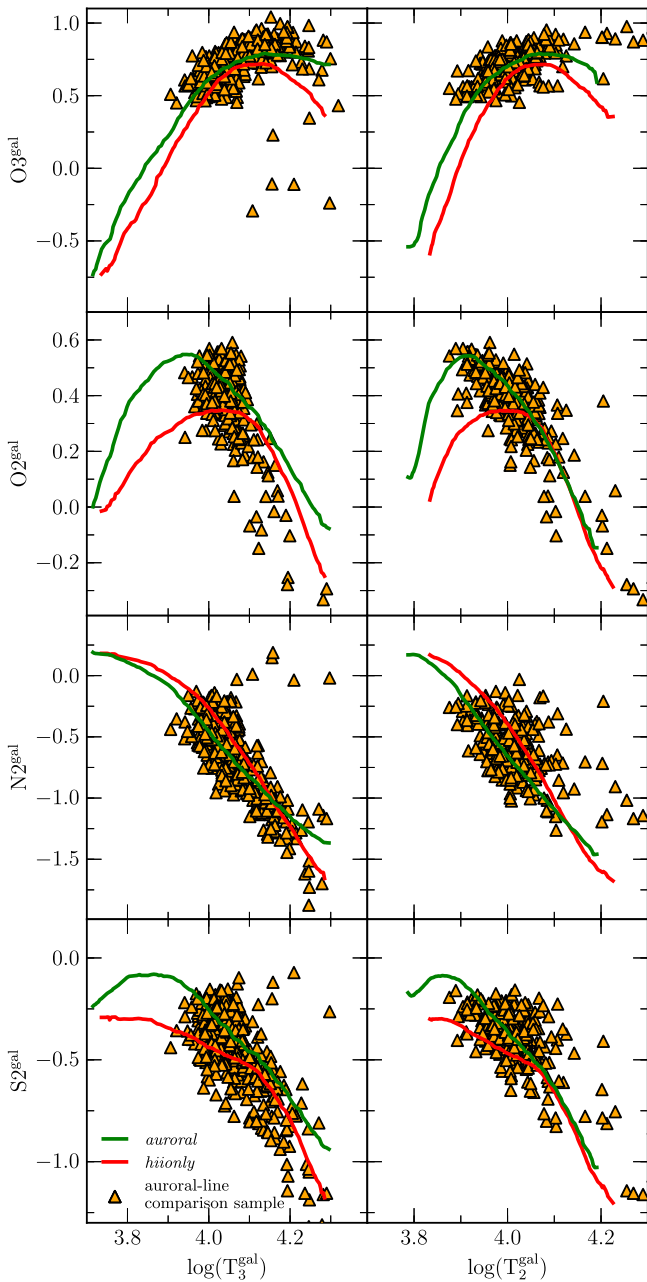 1.0
0.5
0.0
−0.5
O3^gal
0.6
0.4
0.2
0.0
−0.2
O2^gal
0.0
−0.5
−1.0
−1.5
N2^gal
0.0
−0.5
−1.0
S2^gal
auroral
hiionly
auroral-line
comparison sample
3.8 4.0 4.2
3.8 4.0 4.2
log(T_3^gal)
log(T_2^gal)